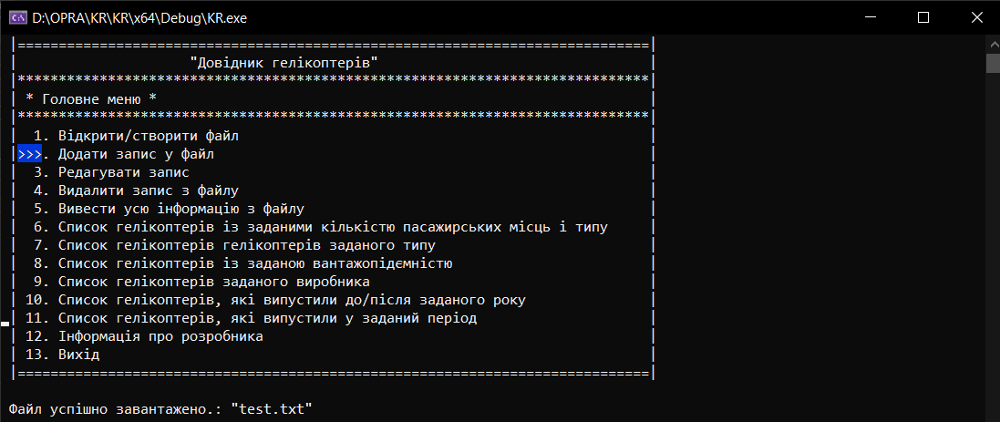 D:\OPRA\KR\KR\x64\Debug\KR.exe
|=============================================================================|
|                     "Довідник гелікоптерів"                                 |
|*****************************************************************************|
| * Головне меню *                                                            |
|*****************************************************************************|
|  1. Відкрити/створити файл                                                  |
|>>>. Додати запис у файл                                                     |
|  3. Редагувати запис                                                        |
|  4. Видалити запис з файлу                                                  |
|  5. Вивести усю інформацію з файлу                                          |
|  6. Список гелікоптерів із заданими кількістю пасажирських місць і типу     |
|  7. Список гелікоптерів гелікоптерів заданого типу                          |
|  8. Список гелікоптерів із заданою вантажопідємністю                        |
|  9. Список гелікоптерів заданого виробника                                  |
| 10. Список гелікоптерів, які випустили до/після заданого року               |
| 11. Список гелікоптерів, які випустили у заданий період                     |
| 12. Інформація про розробника                                               |
| 13. Вихід                                                                   |
|=============================================================================|
Файл успішно завантажено.: "test.txt"